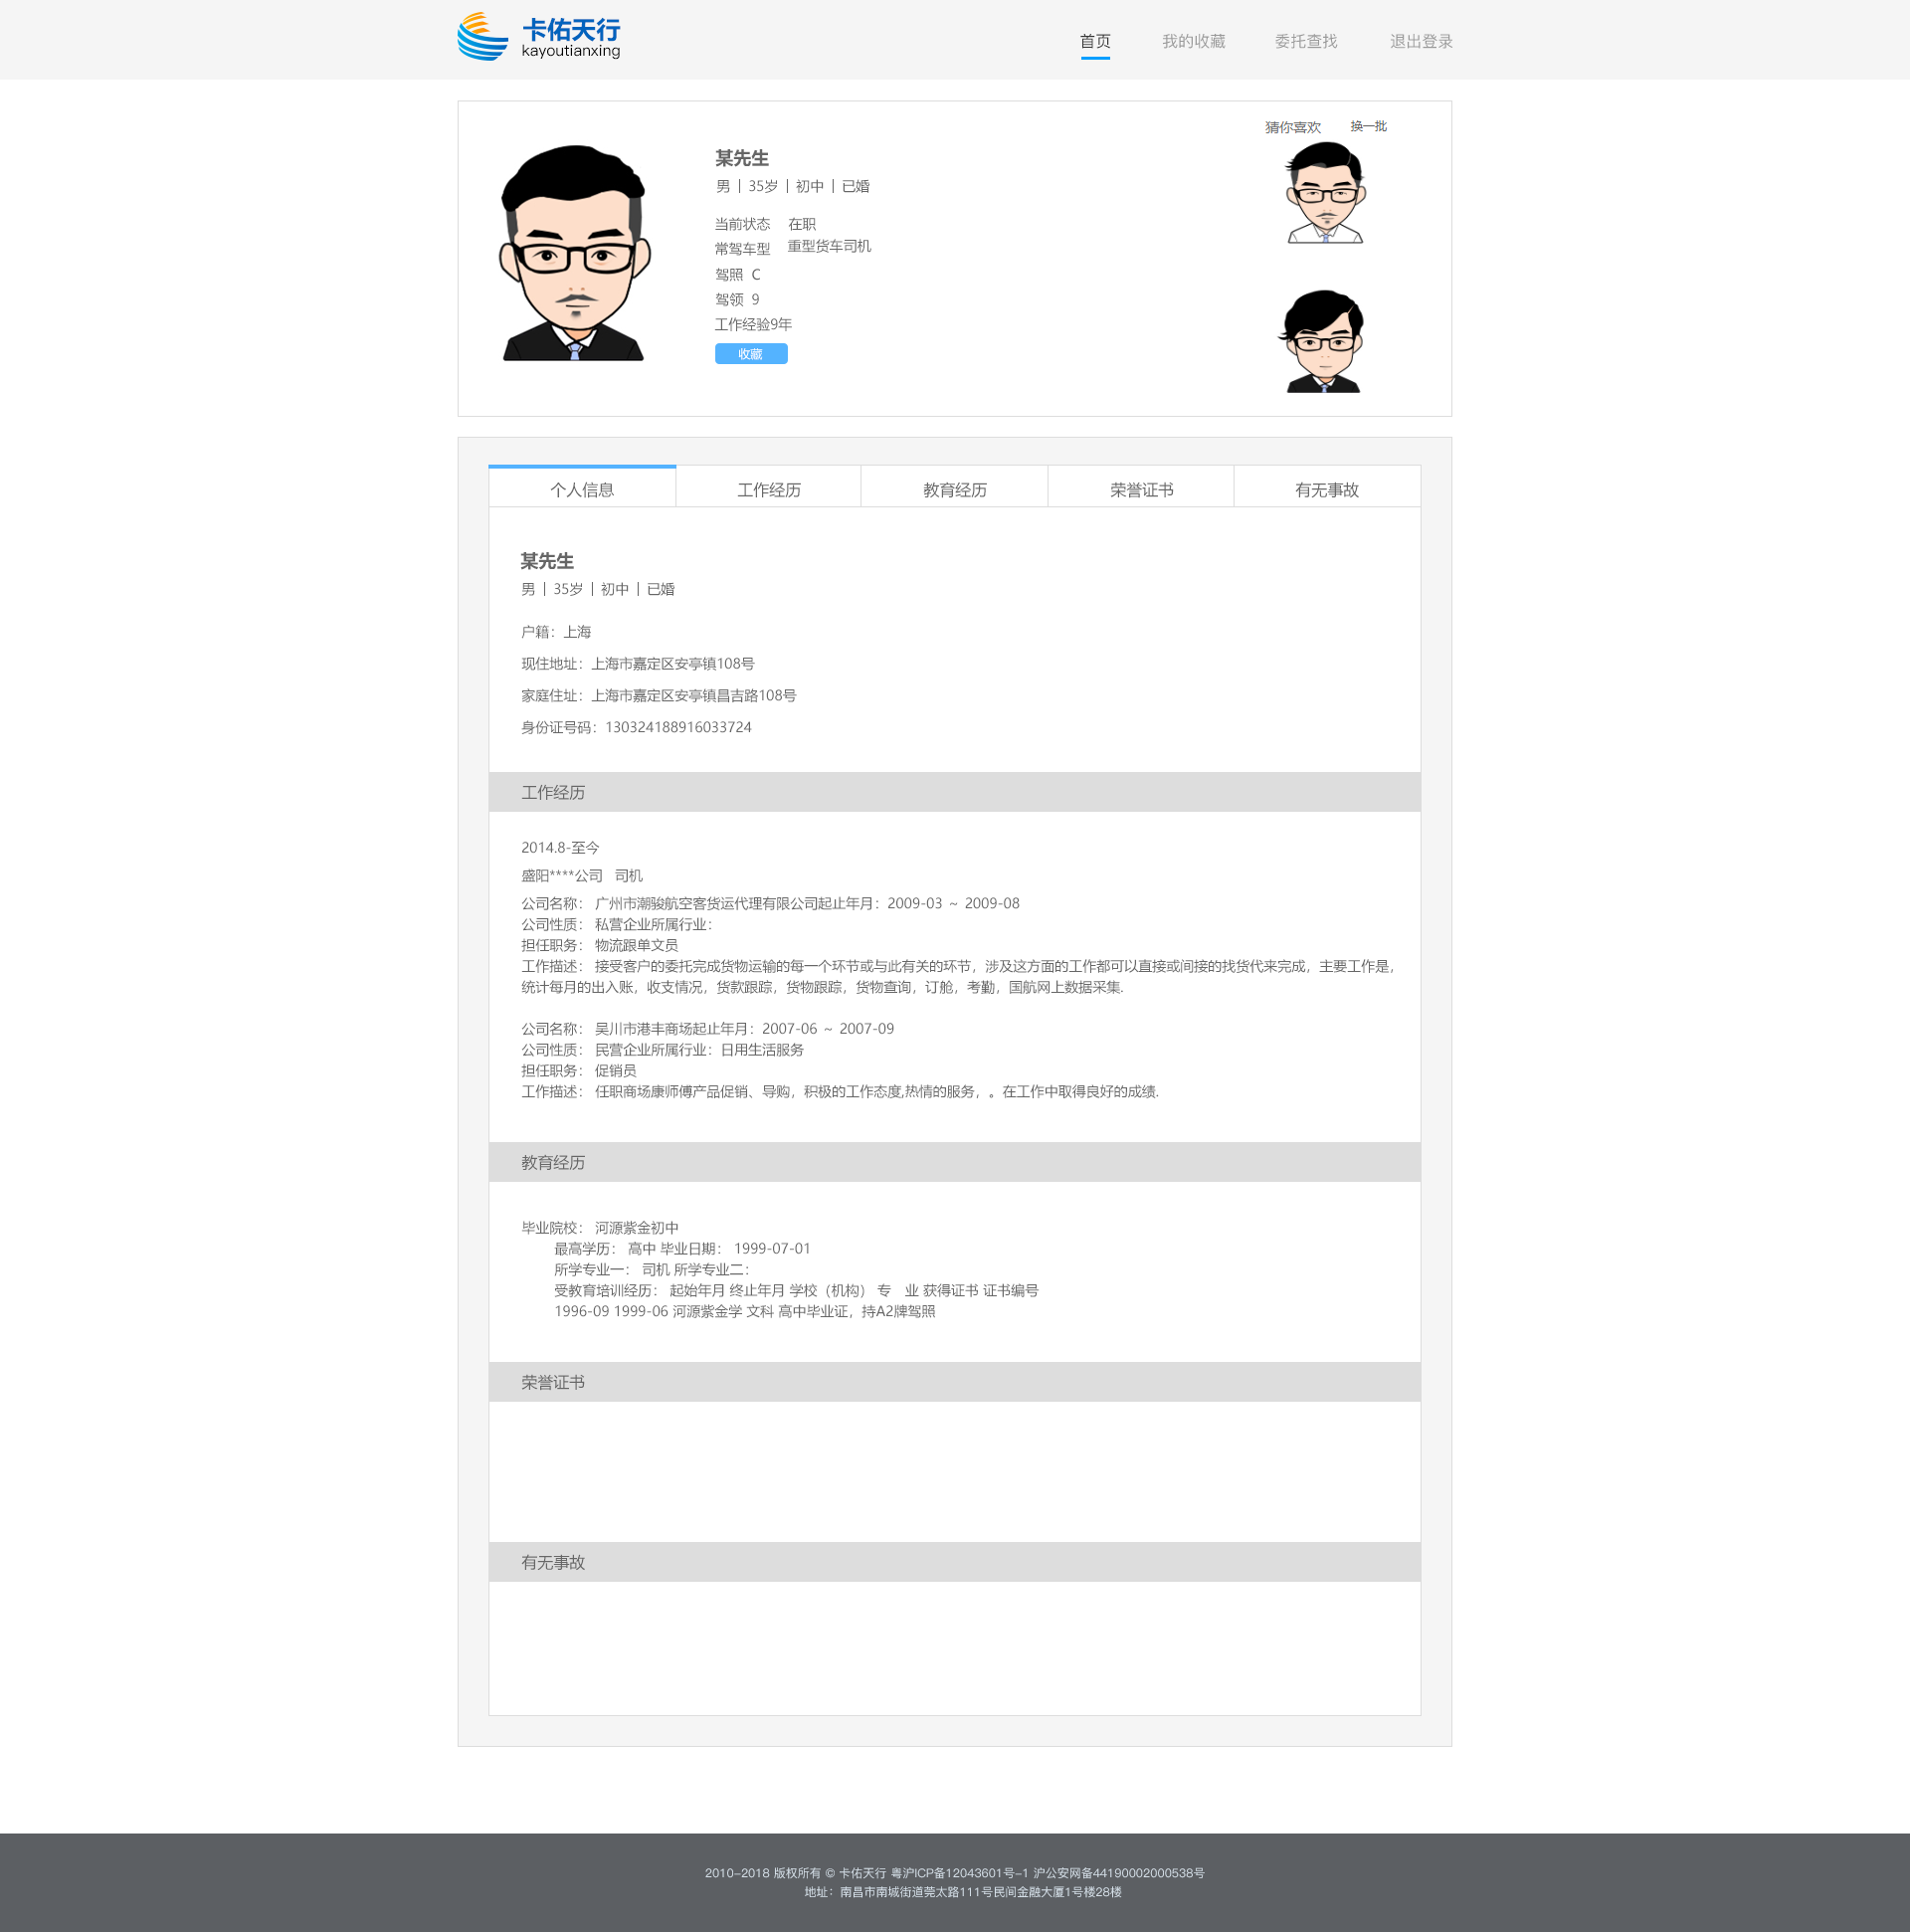 卡佑天行
kayoutianxing
首页 我的收藏 委托查找 退出登录
某先生
男 | 35岁 | 初中 | 已婚
当前状态 在职
常驾车型 重型货车司机
驾照 C
驾领 9
工作经验9年
收藏
猜你喜欢 换一批
个人信息 工作经历 教育经历 荣誉证书 有无事故
某先生
男 | 35岁 | 初中 | 已婚
户籍：上海
现住地址：上海市嘉定区安亭镇108号
家庭住址：上海市嘉定区安亭镇昌吉路108号
身份证号码：130324188916033724
工作经历
2014.8-至今
盛阳****公司 司机
公司名称： 广州市潮骏航空客货运代理有限公司起止年月：2009-03 ～ 2009-08
公司性质： 私营企业所属行业：
担任职务： 物流跟单文员
工作描述： 接受客户的委托完成货物运输的每一个环节或与此有关的环节，涉及这方面的工作都可以直接或间接的找货代来完成，主要工作是，
统计每月的出入账，收支情况，货款跟踪，货物跟踪，货物查询，订舱，考勤，国航网上数据采集.
公司名称： 吴川市港丰商场起止年月：2007-06 ～ 2007-09
公司性质： 民营企业所属行业：日用生活服务
担任职务： 促销员
工作描述： 任职商场康师傅产品促销、导购，积极的工作态度,热情的服务，。在工作中取得良好的成绩.
教育经历
毕业院校： 河源紫金初中
最高学历： 高中 毕业日期： 1999-07-01
所学专业一： 司机 所学专业二：
受教育培训经历： 起始年月 终止年月 学校（机构） 专 业 获得证书 证书编号
1996-09 1999-06 河源紫金学 文科 高中毕业证，持A2牌驾照
荣誉证书
有无事故
2010-2018 版权所有 © 卡佑天行 粤沪ICP备12043601号-1 沪公安网备44190002000538号
地址：南昌市南城街道莞太路111号民间金融大厦1号楼28楼